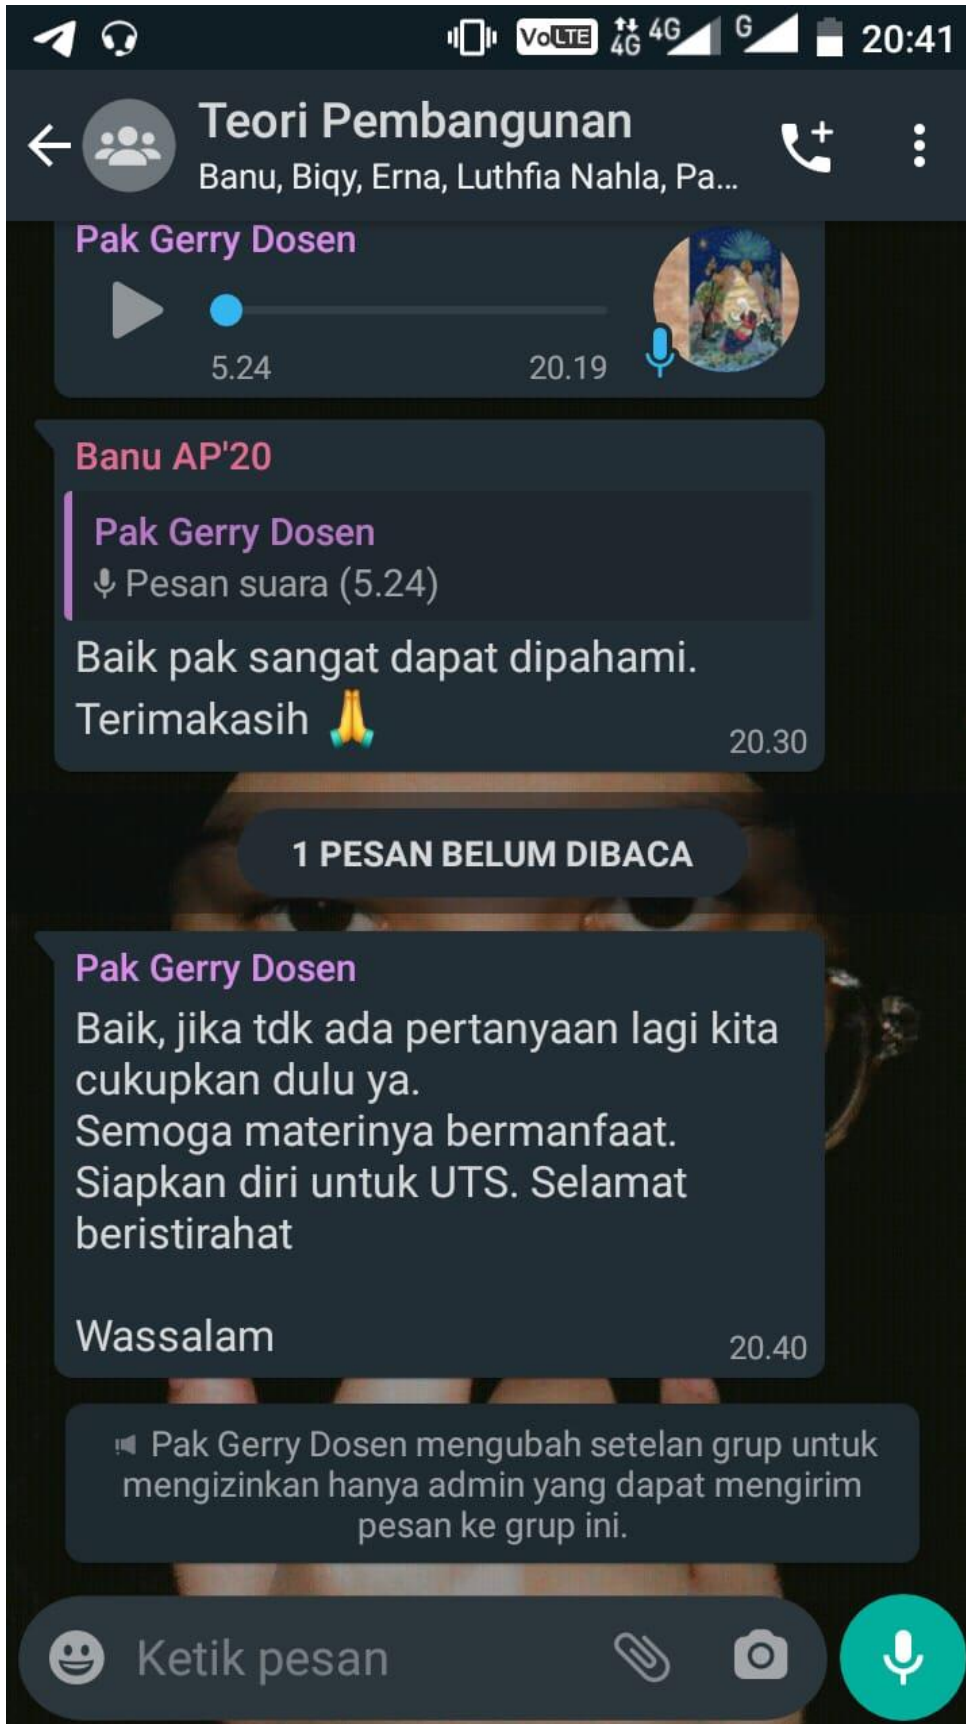 VoLTE 4G 4G G 20:41
Teori Pembangunan
Banu, Biqy, Erna, Luthfia Nahla, Pa...
Pak Gerry Dosen
5.24 20.19
Banu AP'20
Pak Gerry Dosen
Pesan suara (5.24)
Baik pak sangat dapat dipahami.
Terimakasih 🙏
20.30
1 PESAN BELUM DIBACA
Pak Gerry Dosen
Baik, jika tdk ada pertanyaan lagi kita
cukupkan dulu ya.
Semoga materinya bermanfaat.
Siapkan diri untuk UTS. Selamat
beristirahat
Wassalam
20.40
Pak Gerry Dosen mengubah setelan grup untuk
mengizinkan hanya admin yang dapat mengirim
pesan ke grup ini.
Ketik pesan